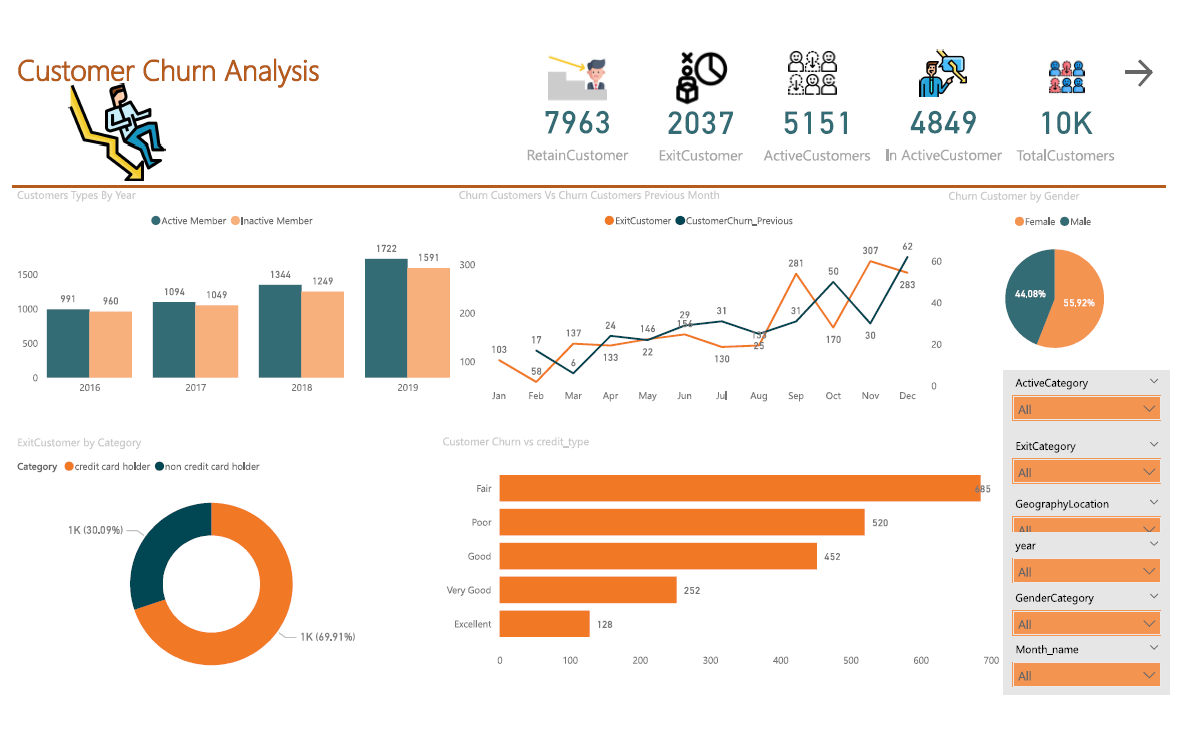 Customer Churn Analysis
7963 2037 5151 4849 10K
RetainCustomer ExitCustomer ActiveCustomers In ActiveCustomer TotalCustomers
Customers Types By Year
Active Member Inactive Member
1500
1000
500
0
991 960 1094 1049 1344 1249 1722 1591
2016 2017 2018 2019
Churn Customers Vs Churn Customers Previous Month
ExitCustomer CustomerChurn_Previous
300
200
100
103 58 137 133 146 156 130 281 170 307 283
17 6 24 22 29 31 25 31 50 30 62
60
40
20
0
Jan Feb Mar Apr May Jun Jul Aug Sep Oct Nov Dec
Churn Customer by Gender
Female Male
44,08% 55,92%
ExitCustomer by Category
Category credit card holder non credit card holder
1K (30.09%)
1K (69.91%)
Customer Churn vs credit_type
Fair 685
Poor 520
Good 452
Very Good 252
Excellent 128
0 100 200 300 400 500 600 700
ActiveCategory
All
ExitCategory
All
GeographyLocation
All
year
All
GenderCategory
All
Month_name
All